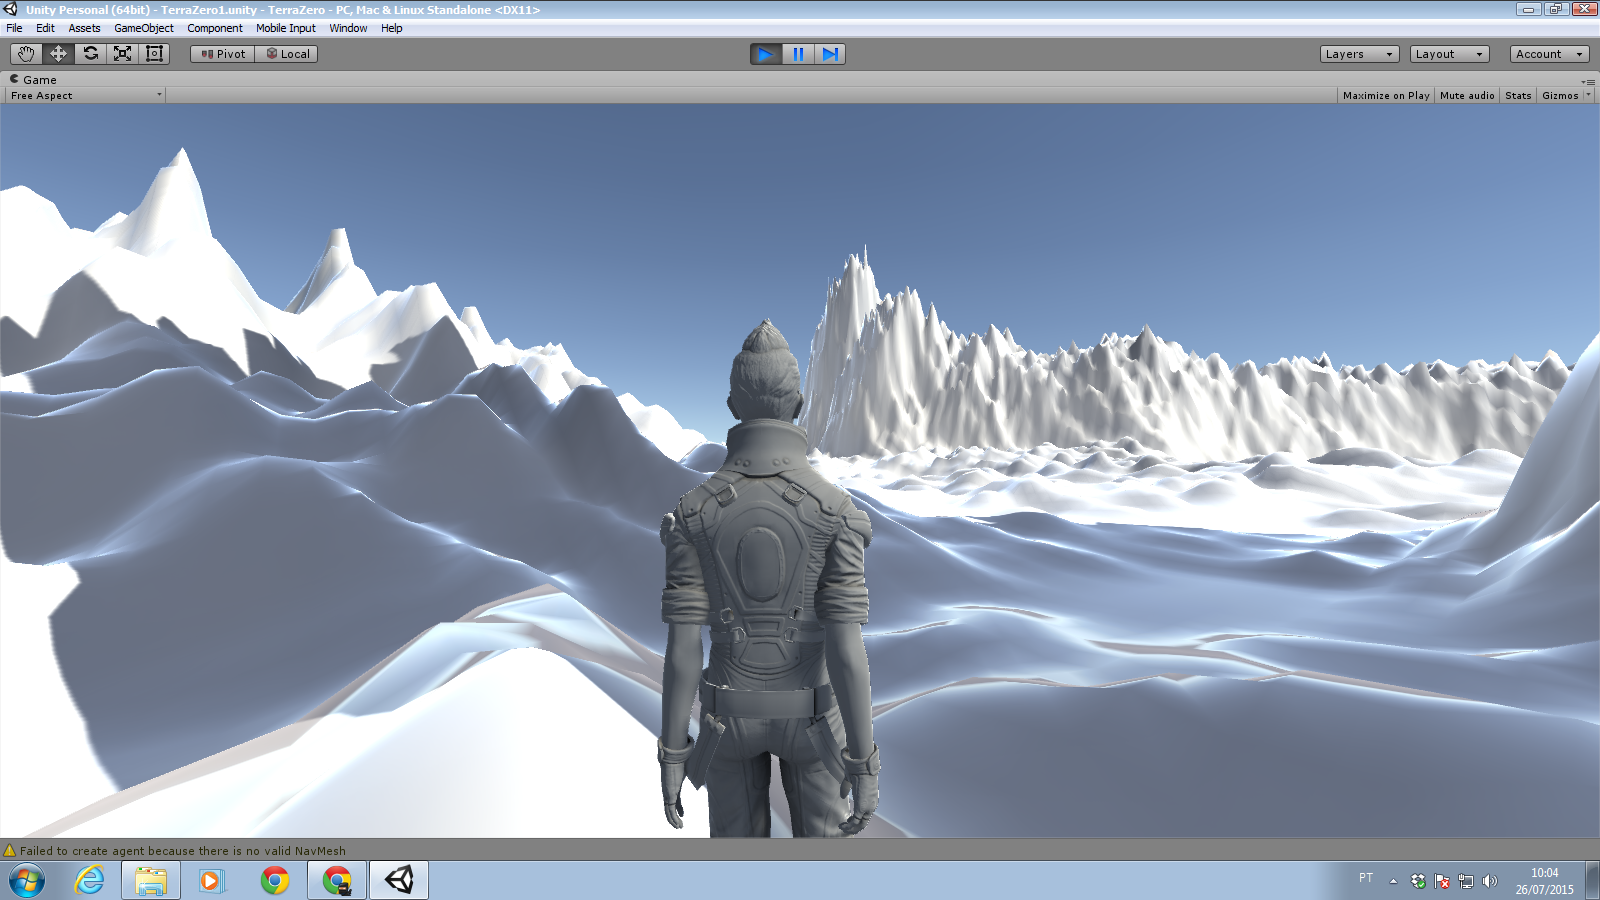 Unity Personal (64bit) - TerraZero1.unity - TerraZero - PC, Mac & Linux Standalone <DX11>
File Edit Assets GameObject Component Mobile Input Window Help
Pivot Local Layers Layout Account
Game
Free Aspect Maximize on Play Mute audio Stats Gizmos
Failed to create agent because there is no valid NavMesh
PT 10:04
26/07/2015